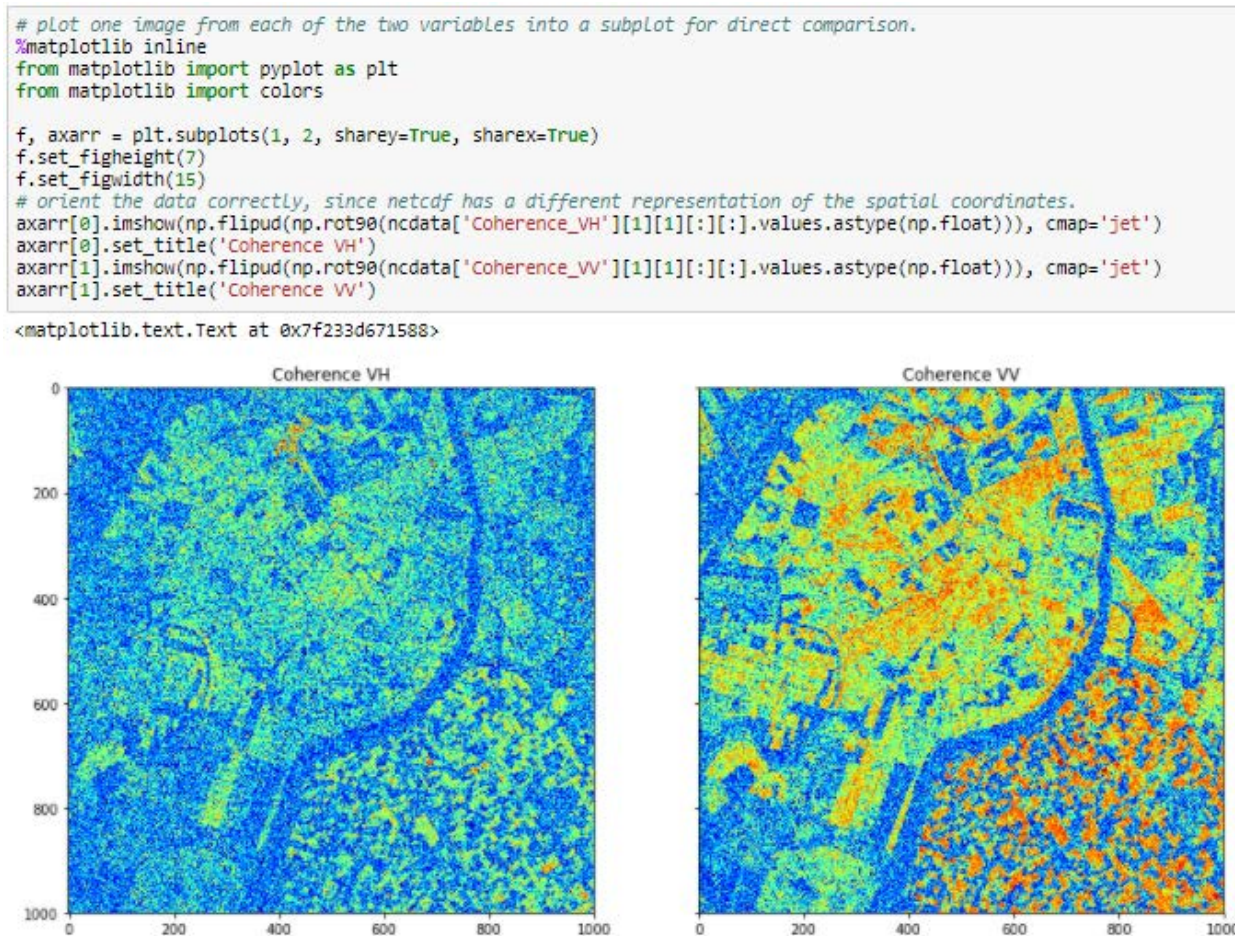 # plot one image from each of the two variables into a subplot for direct comparison.
%matplotlib inline
from matplotlib import pyplot as plt
from matplotlib import colors
f, axarr = plt.subplots(1, 2, sharey=True, sharex=True)
f.set_figheight(7)
f.set_figwidth(15)
# orient the data correctly, since netcdf has a different representation of the spatial coordinates.
axarr[0].imshow(np.flipud(np.rot90(ncdata['Coherence_VH'][1][1][:][:].values.astype(np.float))), cmap='jet')
axarr[0].set_title('Coherence VH')
axarr[1].imshow(np.flipud(np.rot90(ncdata['Coherence_VV'][1][1][:][:].values.astype(np.float))), cmap='jet')
axarr[1].set_title('Coherence VV')
<matplotlib.text.Text at 0x7f233d671588>
Coherence VH
0
200
400
600
800
1000
0 200 400 600 800 1000
Coherence VV
0 200 400 600 800 1000